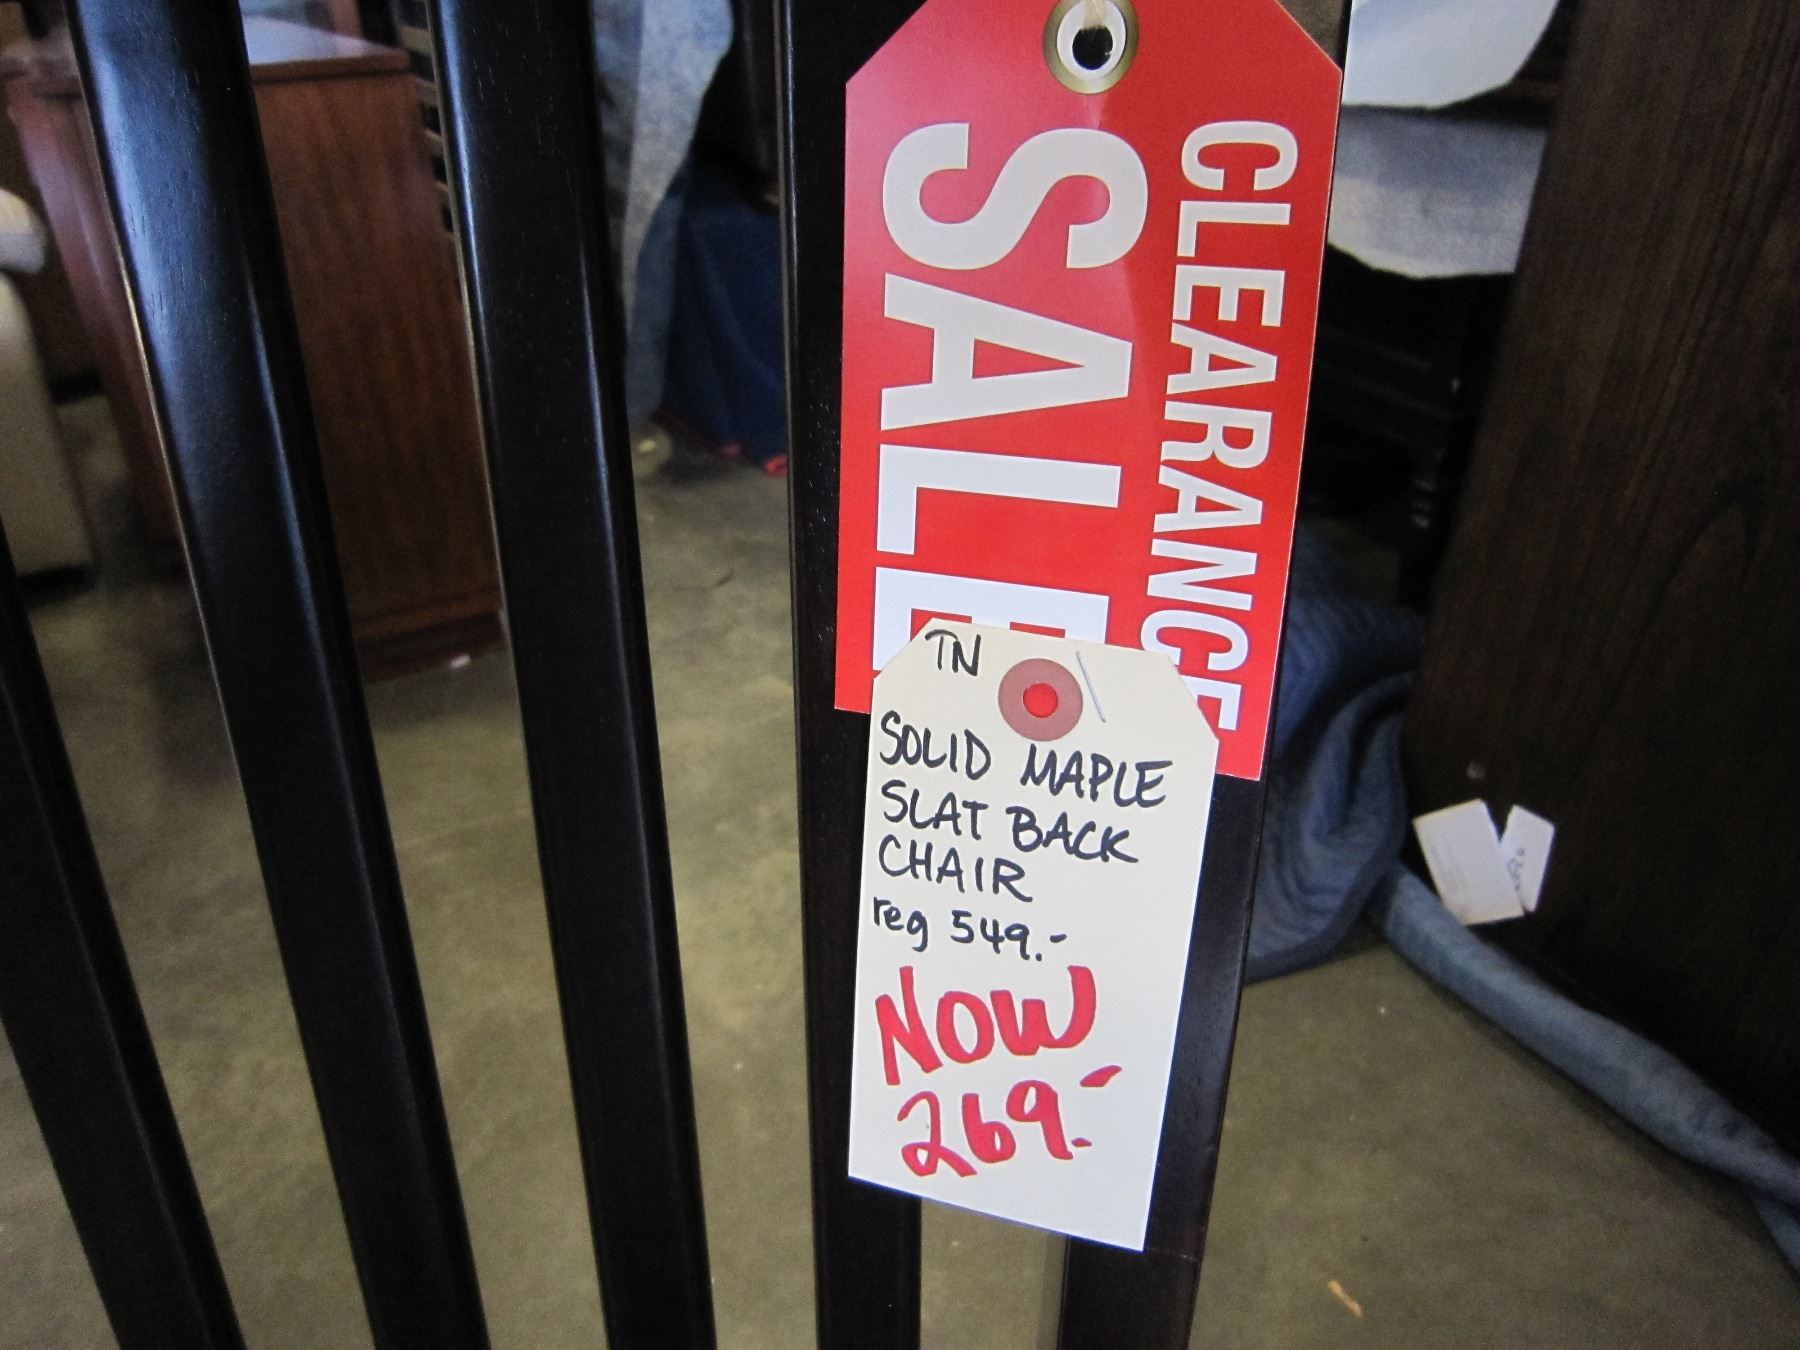 CLEARANCE
SALE
TN
SOLID MAPLE
SLAT BACK
CHAIR
reg 549.-
NOW
269.-